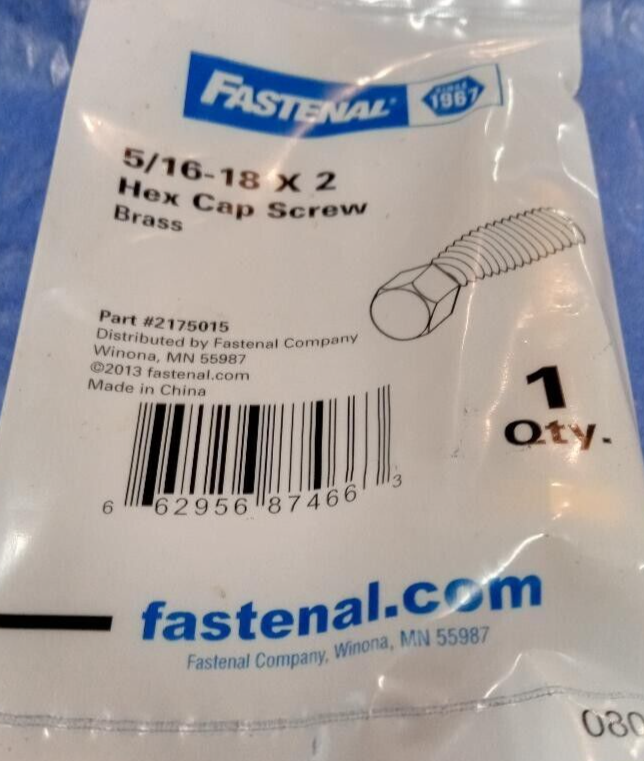 FASTENAL® SINCE 1967
5/16-18 X 2
Hex Cap Screw
Brass
Part #2175015
Distributed by Fastenal Company
Winona, MN 55987
©2013 fastenal.com
Made in China
1
Qty.
6 62956 87466 3
fastenal.com
Fastenal Company, Winona, MN 55987
080